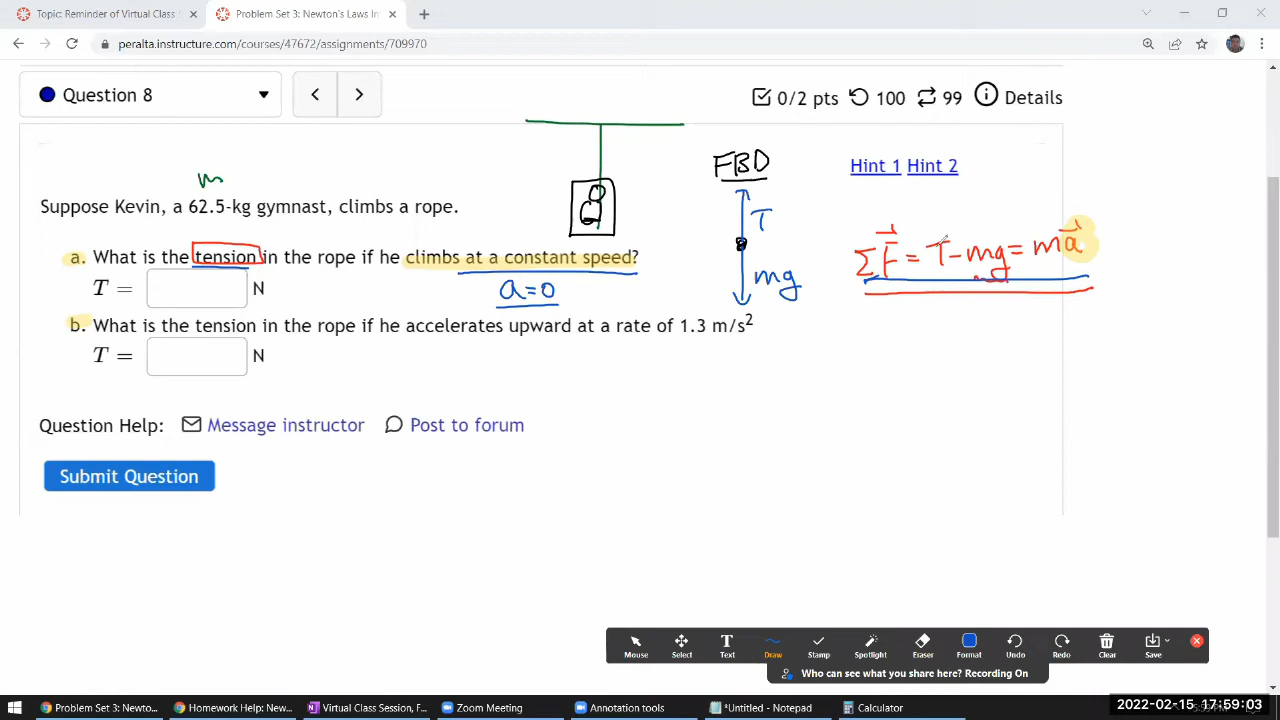 Topic: Reminder of Virtual Class
Problem Set 3: Newton's Laws In
peralta.instructure.com/courses/47672/assignments/709970
Question 8
0/2 pts 100 99 Details
Hint 1 Hint 2
m
FBD
T
mg
Suppose Kevin, a 62.5-kg gymnast, climbs a rope.
a. What is the tension in the rope if he climbs at a constant speed?
T = N
a=0
ΣF⃗ = T-mg= ma⃗
b. What is the tension in the rope if he accelerates upward at a rate of 1.3 m/s²
T = N
Question Help: Message instructor Post to forum
Submit Question
Mouse Select Text Draw Stamp Spotlight Eraser Format Undo Redo Clear Save
Who can see what you share here? Recording On
Problem Set 3: Newto... Homework Help: New... Virtual Class Session, F... Zoom Meeting Annotation tools *Untitled - Notepad Calculator
2022-02-15 17:59:03